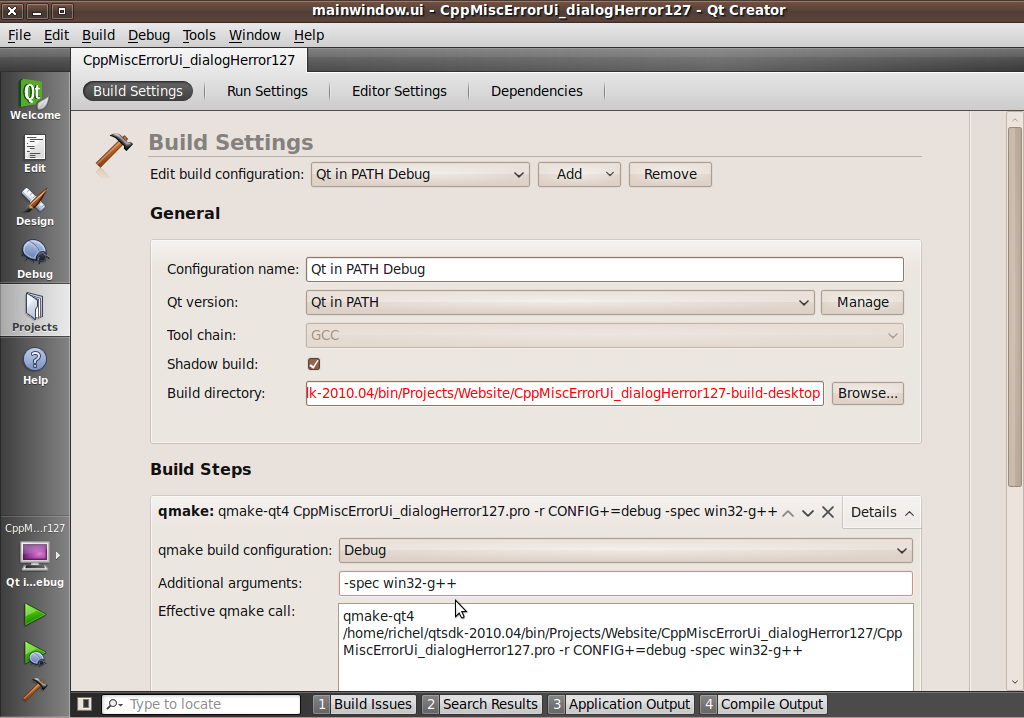 mainwindow.ui - CppMiscErrorUi_dialogHerror127 - Qt Creator
File Edit Build Debug Tools Window Help
CppMiscErrorUi_dialogHerror127
Build Settings Run Settings Editor Settings Dependencies
Qt
Welcome
Edit
Design
Debug
Projects
Help
CppM...r127
Qt i...ebug
Build Settings
Edit build configuration: Qt in PATH Debug Add Remove
General
Configuration name: Qt in PATH Debug
Qt version: Qt in PATH Manage
Tool chain: GCC
Shadow build:
Build directory: lk-2010.04/bin/Projects/Website/CppMiscErrorUi_dialogHerror127-build-desktop Browse...
Build Steps
qmake: qmake-qt4 CppMiscErrorUi_dialogHerror127.pro -r CONFIG+=debug -spec win32-g++ Details
qmake build configuration: Debug
Additional arguments: -spec win32-g++
Effective qmake call: qmake-qt4
/home/richel/qtsdk-2010.04/bin/Projects/Website/CppMiscErrorUi_dialogHerror127/Cpp
MiscErrorUi_dialogHerror127.pro -r CONFIG+=debug -spec win32-g++
Type to locate 1 Build Issues 2 Search Results 3 Application Output 4 Compile Output